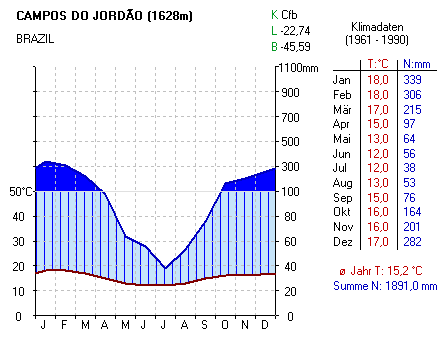 CAMPOS DO JORDÃO (1628m)
BRAZIL
K Cfb
L -22,74
B -45,59
Klimadaten
(1961 - 1990)
1100mm
900
700
500
300
50°C 100
40 80
30 60
20 40
10 20
0 0
J F M A M J J A S O N D
T:°C N:mm
Jan 18,0 339
Feb 18,0 306
Mär 17,0 215
Apr 15,0 97
Mai 13,0 64
Jun 12,0 56
Jul 12,0 38
Aug 13,0 53
Sep 15,0 76
Okt 16,0 164
Nov 16,0 201
Dez 17,0 282
ø Jahr T: 15,2 °C
Summe N: 1891,0 mm